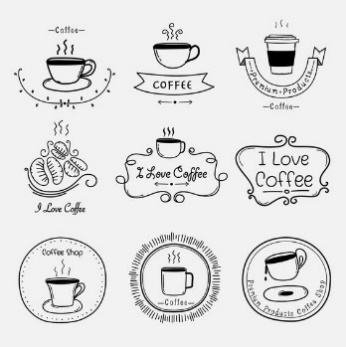 Coffee
COFFEE
Premium Products
Coffee
I Love Coffee
I Love Coffee
I Love
Coffee
Coffee Shop
Coffee
Premium Products Coffee Shop